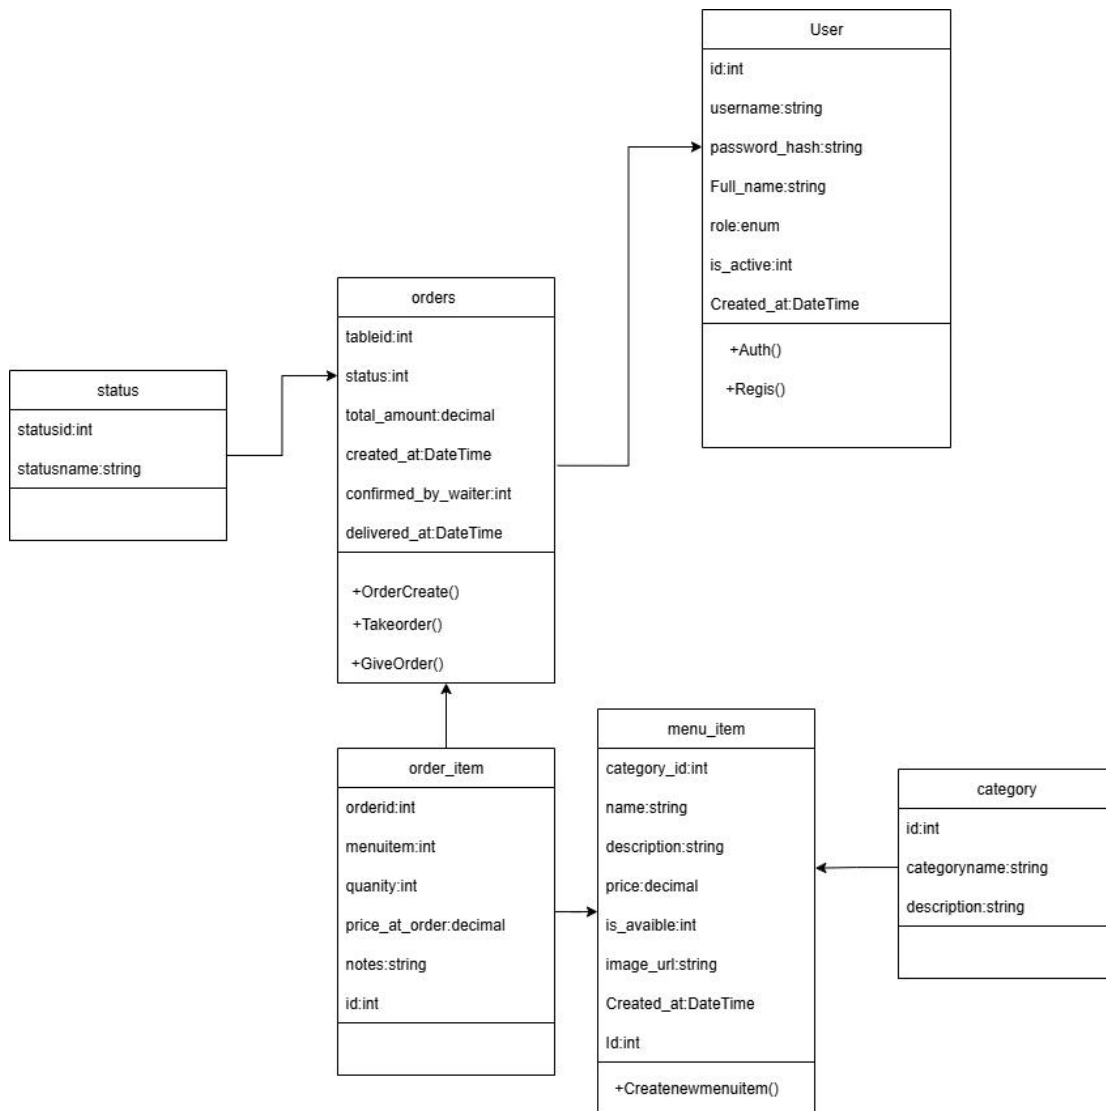 User
id:int
username:string
password_hash:string
Full_name:string
role:enum
is_active:int
Created_at:DateTime
+Auth()
+Regis()
orders
tableid:int
status:int
total_amount:decimal
created_at:DateTime
confirmed_by_waiter:int
delivered_at:DateTime
+OrderCreate()
+Takeorder()
+GiveOrder()
status
statusid:int
statusname:string
order_item
orderid:int
menuitem:int
quanity:int
price_at_order:decimal
notes:string
id:int
menu_item
category_id:int
name:string
description:string
price:decimal
is_avaible:int
image_url:string
Created_at:DateTime
Id:int
+Createnewmenuitem()
category
id:int
categoryname:string
description:string